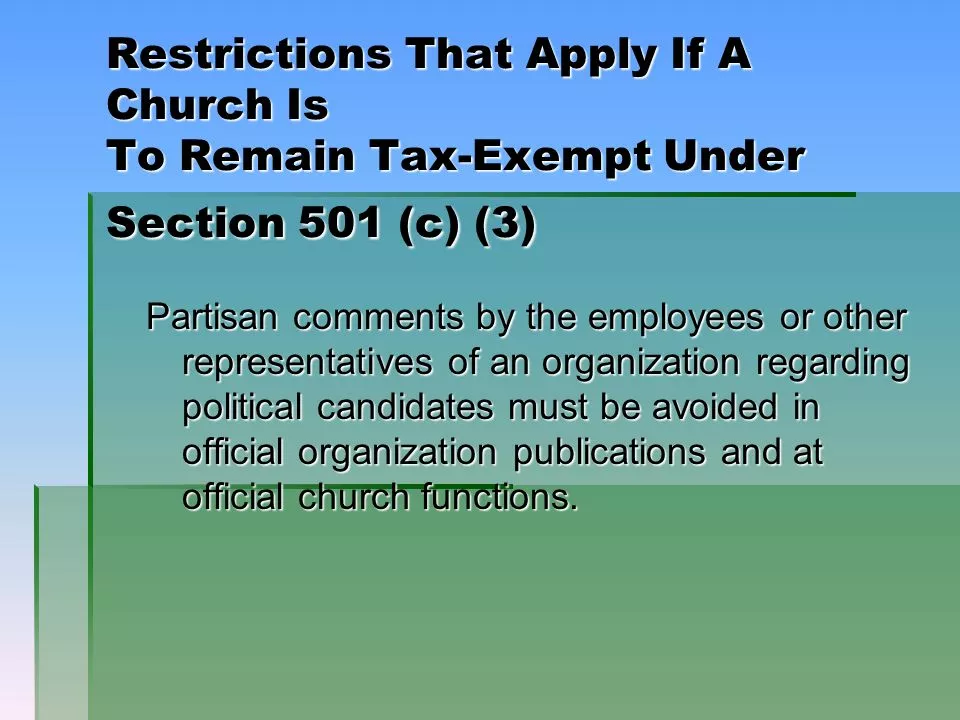 Restrictions That Apply If A
Church Is
To Remain Tax-Exempt Under
Section 501 (c) (3)
Partisan comments by the employees or other
representatives of an organization regarding
political candidates must be avoided in
official organization publications and at
official church functions.